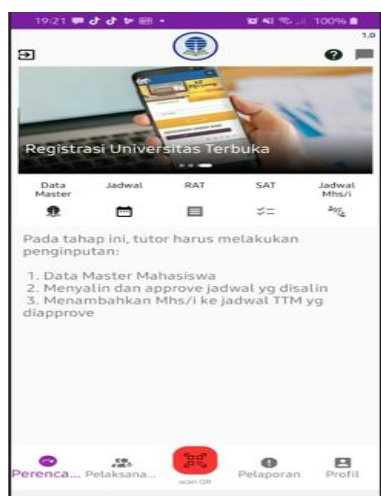 19:21
100%
1.0
Registrasi Universitas Terbuka
Data Master
Jadwal
RAT
SAT
Jadwal Mhs/i
Pada tahap ini, tutor harus melakukan
penginputan:
1. Data Master Mahasiswa
2. Menyalin dan approve jadwal yg disalin
3. Menambahkan Mhs/i ke jadwal TTM yg
diapprove
Perenca...
Pelaksana...
scan QR
Pelaporan
Profil